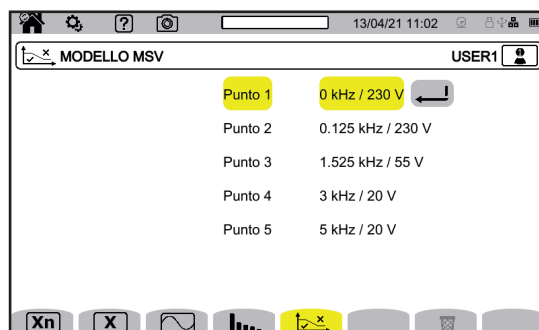 ? 13/04/21 11:02
MODELLO MSV USER1
Punto 1 0 kHz / 230 V
Punto 2 0.125 kHz / 230 V
Punto 3 1.525 kHz / 55 V
Punto 4 3 kHz / 20 V
Punto 5 5 kHz / 20 V
Xn X